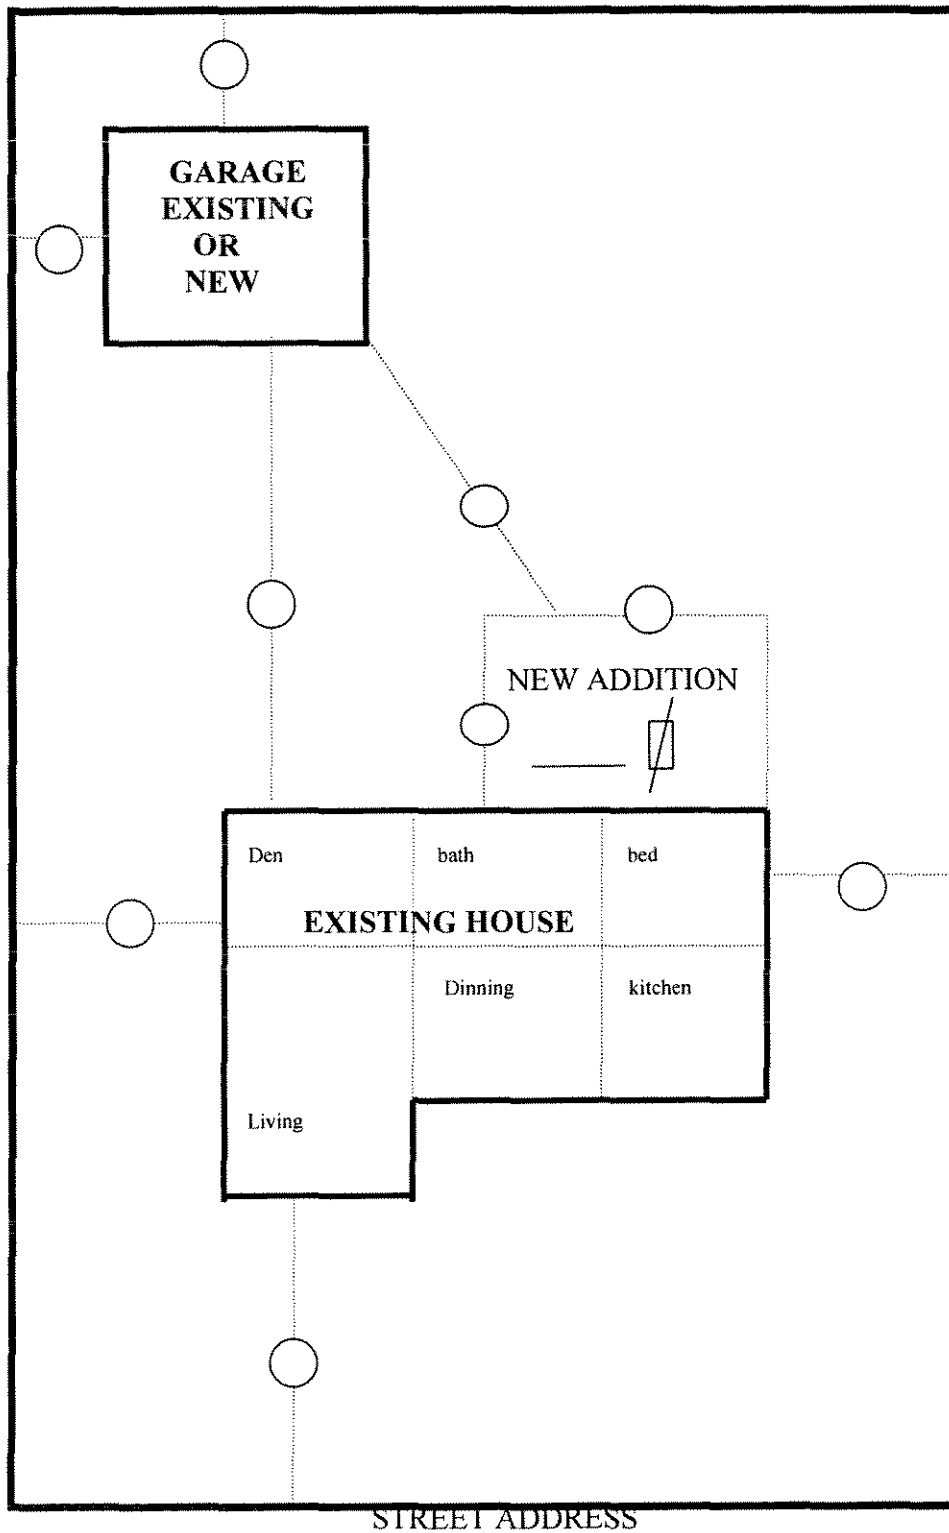 GARAGE
EXISTING
OR
NEW
NEW ADDITION
Den bath bed
EXISTING HOUSE
Dinning kitchen
Living
STREET ADDRESS